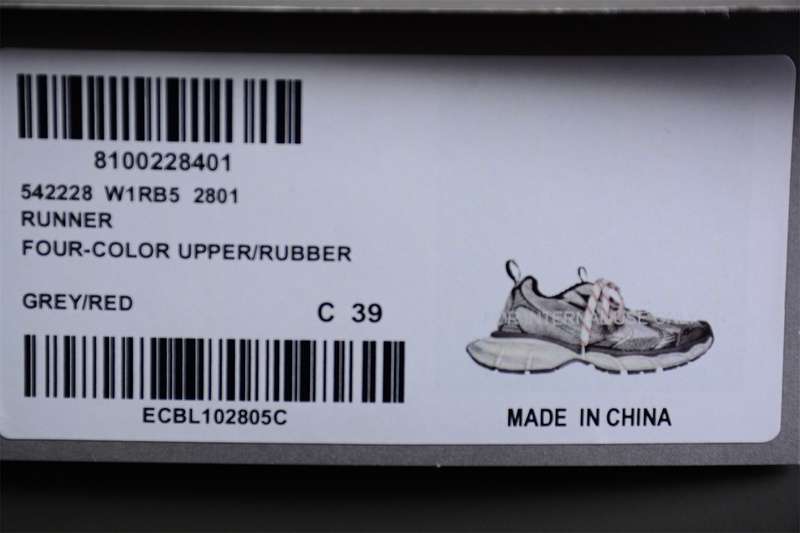 8100228401
542228 W1RB5 2801
RUNNER
FOUR-COLOR UPPER/RUBBER
GREY/RED
C 39
ECBL102805C
MADE IN CHINA